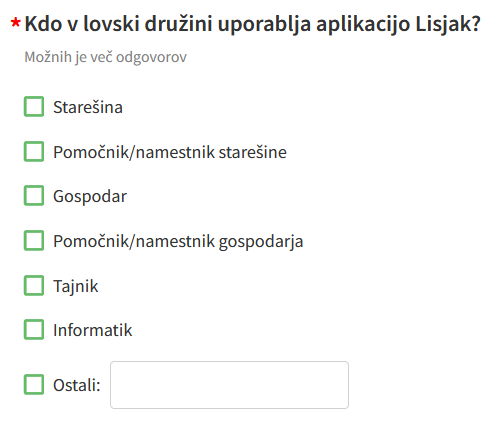 * Kdo v lovski družini uporablja aplikacijo Lisjak?
Možnih je več odgovorov
Starešina
Pomočnik/namestnik starešine
Gospodar
Pomočnik/namestnik gospodarja
Tajnik
Informatik
Ostali: